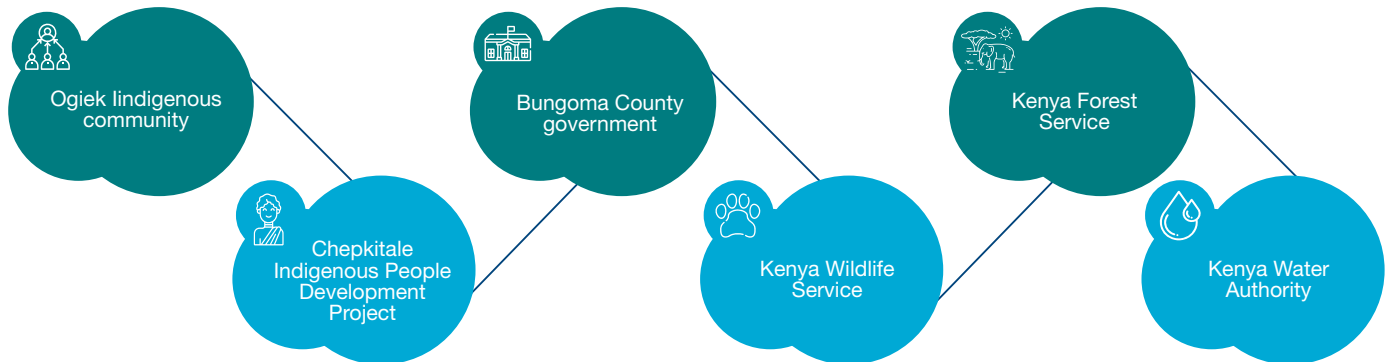 Ogiek Iindigenous
community
Chepkitale
Indigenous People
Development
Project
Bungoma County
government
Kenya Wildlife
Service
Kenya Forest
Service
Kenya Water
Authority